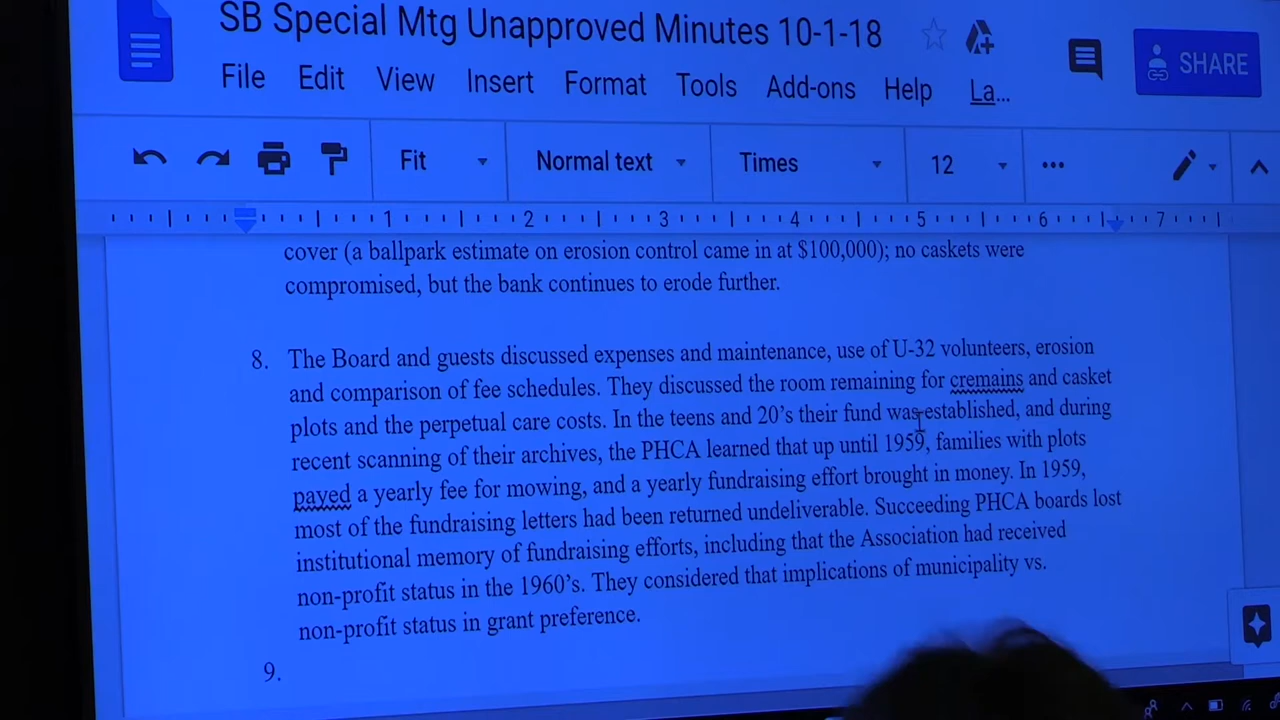 SB Special Mtg Unapproved Minutes 10-1-18
File Edit View Insert Format Tools Add-ons Help La...
SHARE
Fit Normal text Times 12
1 2 3 4 5 6 7
cover (a ballpark estimate on erosion control came in at $100,000); no caskets were
compromised, but the bank continues to erode further.
8. The Board and guests discussed expenses and maintenance, use of U-32 volunteers, erosion
and comparison of fee schedules. They discussed the room remaining for cremains and casket
plots and the perpetual care costs. In the teens and 20's their fund was established, and during
recent scanning of their archives, the PHCA learned that up until 1959, families with plots
payed a yearly fee for mowing, and a yearly fundraising effort brought in money. In 1959,
most of the fundraising letters had been returned undeliverable. Succeeding PHCA boards lost
institutional memory of fundraising efforts, including that the Association had received
non-profit status in the 1960's. They considered that implications of municipality vs.
non-profit status in grant preference.
9.